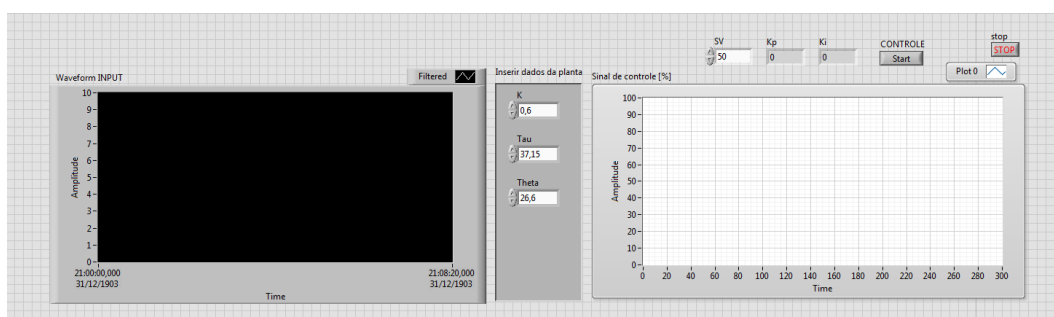 SV
Kp
Ki
CONTROLE
stop
50
0
0
Start
STOP
Waveform INPUT
Filtered
Inserir dados da planta
Sinal de controle [%]
Plot 0
10
9
8
7
6
5
4
3
2
1
0
Amplitude
21:00:00,000
31/12/1903
21:08:20,000
31/12/1903
Time
K
0,6
Tau
37,15
Theta
26,6
100
90
80
70
60
50
40
30
20
10
0
Amplitude
0 20 40 60 80 100 120 140 160 180 200 220 240 260 280 300
Time